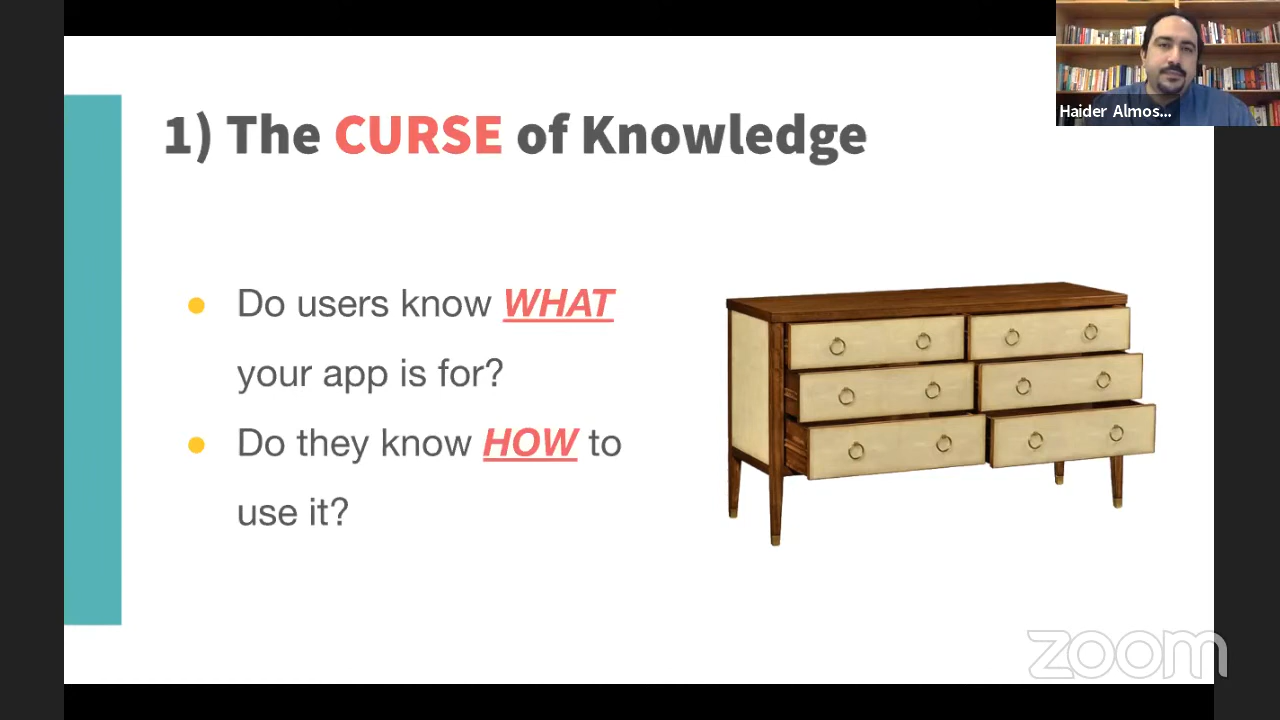 1) The CURSE of Knowledge
Haider Almos...
● Do users know WHAT
your app is for?
● Do they know HOW to
use it?
zoom